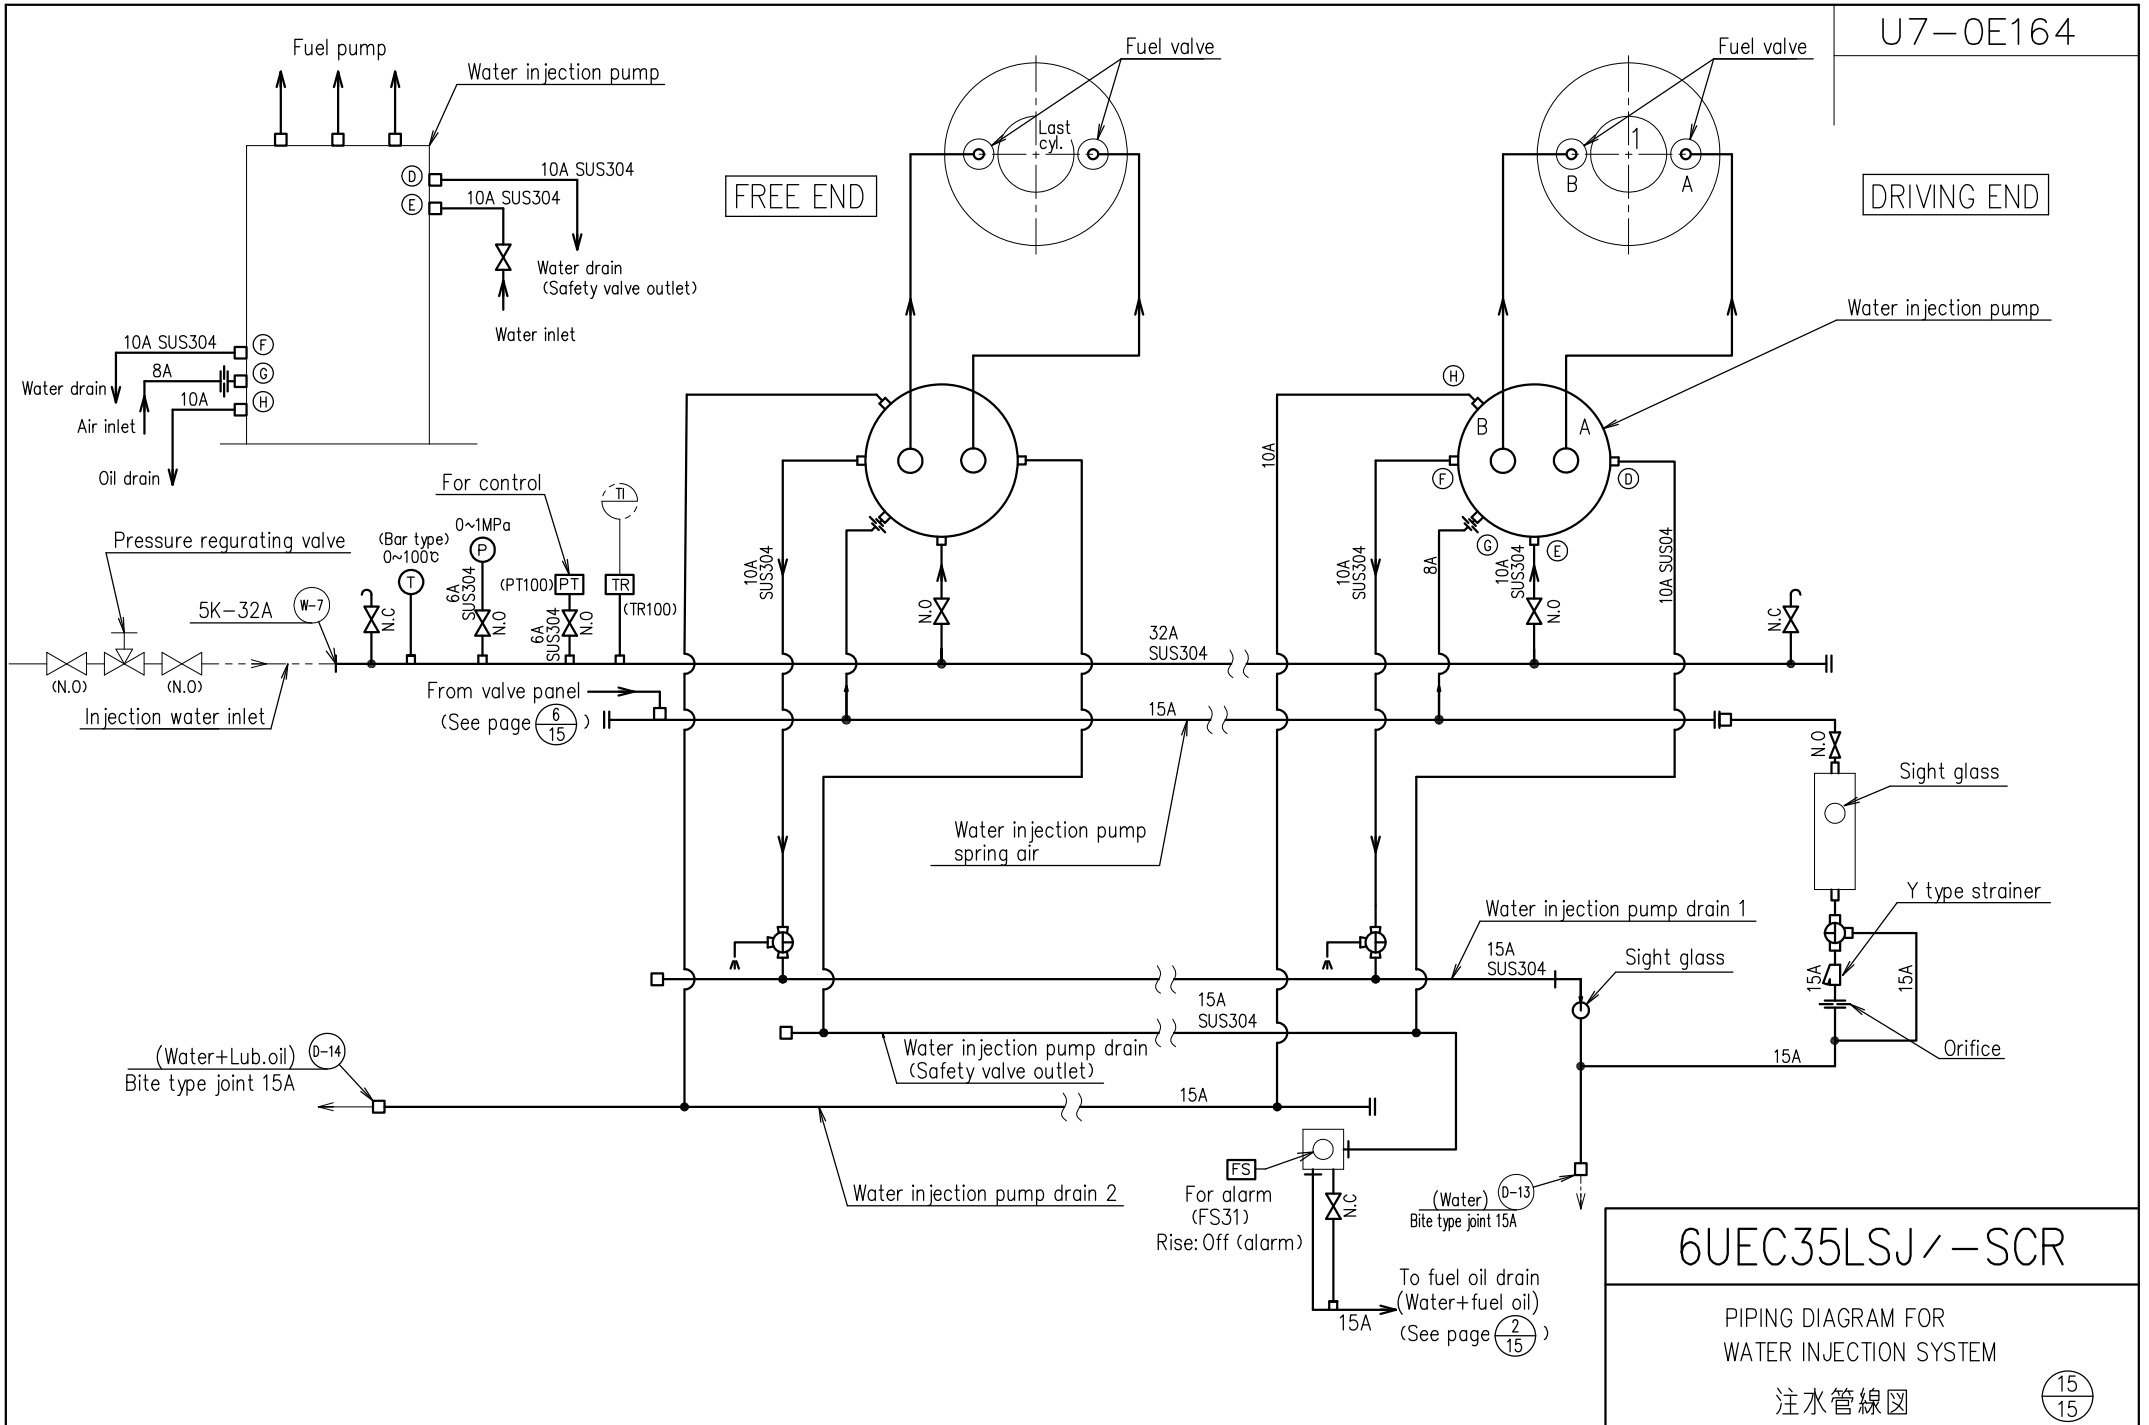 U7-0E164
Fuel pump
Water injection pump
D
10A SUS304
E
10A SUS304
Water drain
(Safety valve outlet)
Water inlet
10A SUS304
F
8A
G
Water drain
10A
H
Air inlet
Oil drain
FREE END
Fuel valve
Last
cyl.
Fuel valve
1
B
A
DRIVING END
Water injection pump
H
B
A
F
D
G
E
10A
10A
SUS304
10A
SUS304
8A
10A
SUS304
10A SUS04
N.O
N.O
N.C
For control
TI
Pressure regurating valve
(Bar type)
0~100℃
T
0~1MPa
P
6A
SUS304
N.O
(PT100)
PT
6A
SUS304
N.O
TR
(TR100)
5K-32A
W-7
N.C
(N.O)
(N.O)
Injection water inlet
32A
SUS304
From valve panel
(See page 6/15 )
15A
N.O
Sight glass
Water injection pump
spring air
Y type strainer
Water injection pump drain 1
15A
SUS304
Sight glass
15A
15A
15A
SUS304
Orifice
15A
(Water+Lub.oil)
D-14
Bite type joint 15A
Water injection pump drain
(Safety valve outlet)
15A
Water injection pump drain 2
FS
For alarm
(FS31)
Rise: Off (alarm)
N.C
(Water)
D-13
Bite type joint 15A
To fuel oil drain
(Water+fuel oil)
15A
(See page 2/15 )
6UEC35LSJ/-SCR
PIPING DIAGRAM FOR
WATER INJECTION SYSTEM
注水管線図
15/15